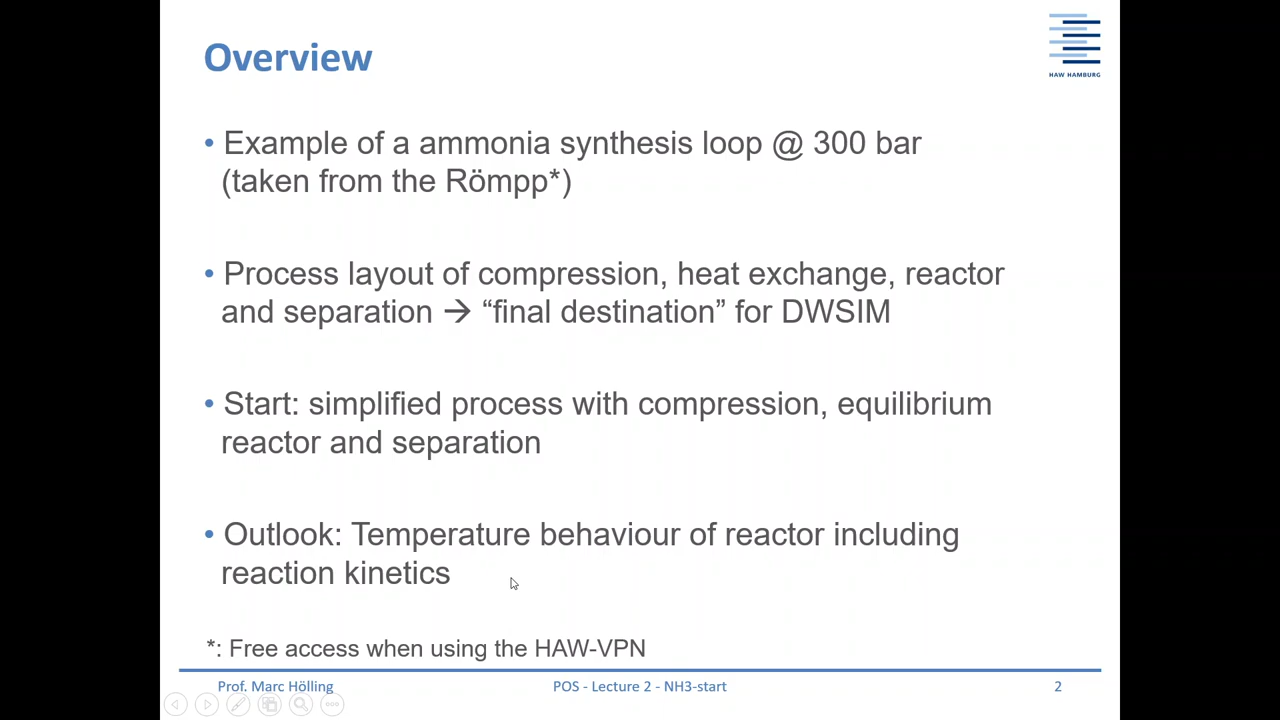 Overview
HAW HAMBURG
• Example of a ammonia synthesis loop @ 300 bar
(taken from the Römpp*)
• Process layout of compression, heat exchange, reactor
and separation → “final destination” for DWSIM
• Start: simplified process with compression, equilibrium
reactor and separation
• Outlook: Temperature behaviour of reactor including
reaction kinetics
*: Free access when using the HAW-VPN
Prof. Marc Hölling
POS - Lecture 2 - NH3-start
2